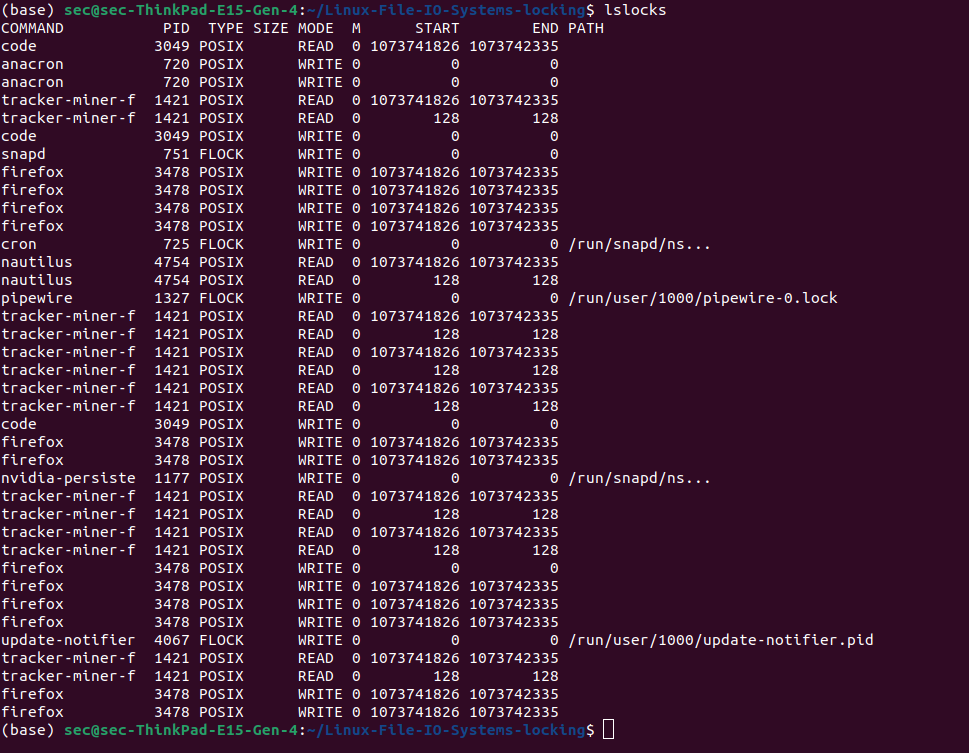 (base) sec@sec-ThinkPad-E15-Gen-4:~/Linux-File-IO-Systems-locking$ lslocks
COMMAND           PID  TYPE SIZE MODE  M      START        END PATH
code             3049 POSIX      READ  0 1073741826 1073742335
anacron           720 POSIX      WRITE 0          0          0
anacron           720 POSIX      WRITE 0          0          0
tracker-miner-f  1421 POSIX      READ  0 1073741826 1073742335
tracker-miner-f  1421 POSIX      READ  0        128        128
code             3049 POSIX      WRITE 0          0          0
snapd             751 FLOCK      WRITE 0          0          0
firefox          3478 POSIX      WRITE 0 1073741826 1073742335
firefox          3478 POSIX      WRITE 0 1073741826 1073742335
firefox          3478 POSIX      WRITE 0 1073741826 1073742335
firefox          3478 POSIX      WRITE 0 1073741826 1073742335
cron              725 FLOCK      WRITE 0          0          0 /run/snapd/ns...
nautilus         4754 POSIX      READ  0 1073741826 1073742335
nautilus         4754 POSIX      READ  0        128        128
pipewire         1327 FLOCK      WRITE 0          0          0 /run/user/1000/pipewire-0.lock
tracker-miner-f  1421 POSIX      READ  0 1073741826 1073742335
tracker-miner-f  1421 POSIX      READ  0        128        128
tracker-miner-f  1421 POSIX      READ  0 1073741826 1073742335
tracker-miner-f  1421 POSIX      READ  0        128        128
tracker-miner-f  1421 POSIX      READ  0 1073741826 1073742335
tracker-miner-f  1421 POSIX      READ  0        128        128
code             3049 POSIX      WRITE 0          0          0
firefox          3478 POSIX      WRITE 0 1073741826 1073742335
firefox          3478 POSIX      WRITE 0 1073741826 1073742335
nvidia-persiste  1177 POSIX      WRITE 0          0          0 /run/snapd/ns...
tracker-miner-f  1421 POSIX      READ  0 1073741826 1073742335
tracker-miner-f  1421 POSIX      READ  0        128        128
tracker-miner-f  1421 POSIX      READ  0 1073741826 1073742335
tracker-miner-f  1421 POSIX      READ  0        128        128
firefox          3478 POSIX      WRITE 0          0          0
firefox          3478 POSIX      WRITE 0 1073741826 1073742335
firefox          3478 POSIX      WRITE 0 1073741826 1073742335
firefox          3478 POSIX      WRITE 0 1073741826 1073742335
update-notifier  4067 FLOCK      WRITE 0          0          0 /run/user/1000/update-notifier.pid
tracker-miner-f  1421 POSIX      READ  0 1073741826 1073742335
tracker-miner-f  1421 POSIX      READ  0        128        128
firefox          3478 POSIX      WRITE 0 1073741826 1073742335
firefox          3478 POSIX      WRITE 0 1073741826 1073742335
(base) sec@sec-ThinkPad-E15-Gen-4:~/Linux-File-IO-Systems-locking$